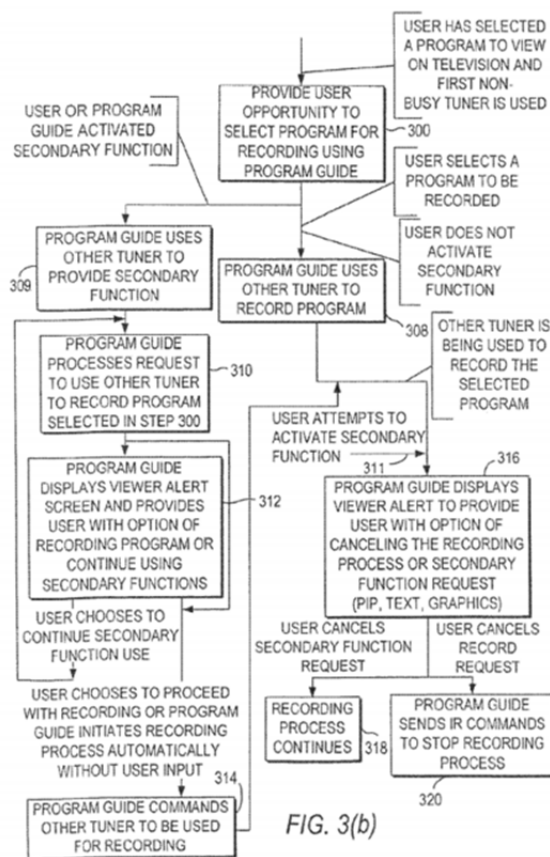 USER HAS SELECTED
A PROGRAM TO VIEW
ON TELEVISION AND
FIRST NON-
BUSY TUNER IS USED
PROVIDE USER
OPPORTUNITY TO
SELECT PROGRAM FOR
RECORDING USING
PROGRAM GUIDE
300
USER OR PROGRAM
GUIDE ACTIVATED
SECONDARY FUNCTION
USER SELECTS A
PROGRAM TO BE
RECORDED
USER DOES NOT
ACTIVATE
SECONDARY
FUNCTION
PROGRAM GUIDE USES
OTHER TUNER TO
PROVIDE SECONDARY
FUNCTION
309
PROGRAM GUIDE USES
OTHER TUNER TO
RECORD PROGRAM
308
OTHER TUNER IS
BEING USED TO
RECORD THE
SELECTED
PROGRAM
PROGRAM GUIDE
PROCESSES REQUEST
TO USE OTHER TUNER
TO RECORD PROGRAM
SELECTED IN STEP 300
310
USER ATTEMPTS TO
ACTIVATE SECONDARY
FUNCTION
311
316
PROGRAM GUIDE
DISPLAYS VIEWER ALERT
SCREEN AND PROVIDES
USER WITH OPTION OF
RECORDING PROGRAM OR
CONTINUE USING
SECONDARY FUNCTIONS
312
PROGRAM GUIDE DISPLAYS
VIEWER ALERT TO PROVIDE
USER WITH OPTION OF
CANCELING THE RECORDING
PROCESS OR SECONDARY
FUNCTION REQUEST
(PIP, TEXT, GRAPHICS)
USER CHOOSES TO
CONTINUE SECONDARY
FUNCTION USE
USER CANCELS
SECONDARY FUNCTION
REQUEST
USER CANCELS
RECORD
REQUEST
USER CHOOSES TO PROCEED
WITH RECORDING OR PROGRAM
GUIDE INITIATES RECORDING
PROCESS AUTOMATICALLY
WITHOUT USER INPUT
RECORDING
PROCESS
CONTINUES
318
PROGRAM GUIDE
SENDS IR COMMANDS
TO STOP RECORDING
PROCESS
320
314
PROGRAM GUIDE COMMANDS
OTHER TUNER TO BE USED
FOR RECORDING
FIG. 3(b)